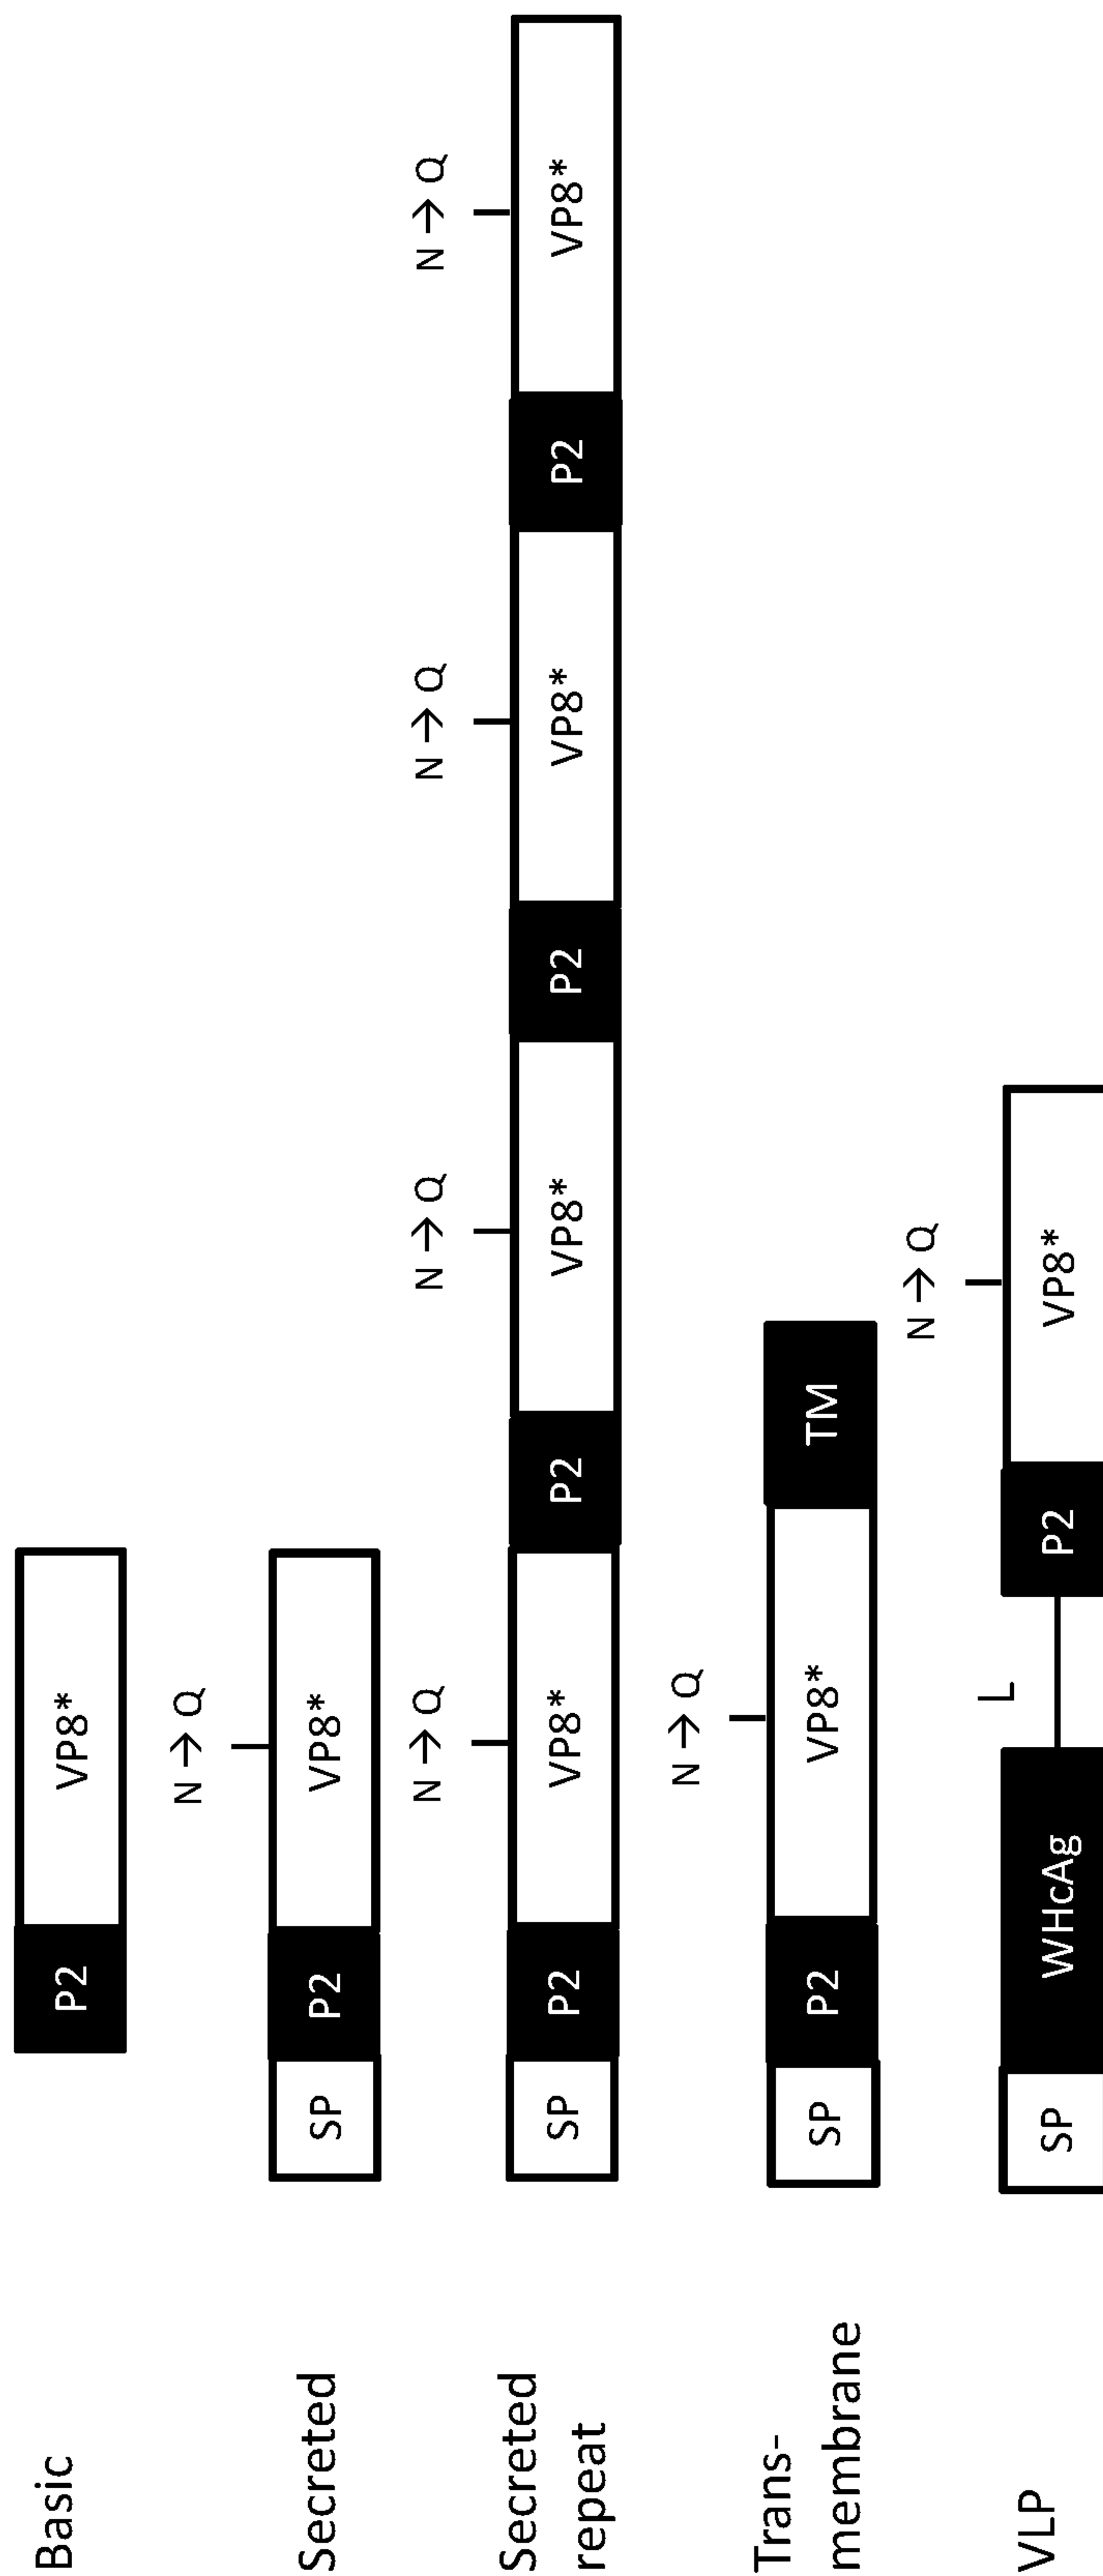 Basic
P2 VP8*
N → Q
Secreted
SP P2 VP8*
N → Q N → Q N → Q N → Q
Secreted
repeat
SP P2 VP8* P2 VP8* P2 VP8* P2 VP8*
N → Q
Trans-
membrane
SP P2 VP8* TM
N → Q
L
VLP
SP WHcAg P2 VP8*